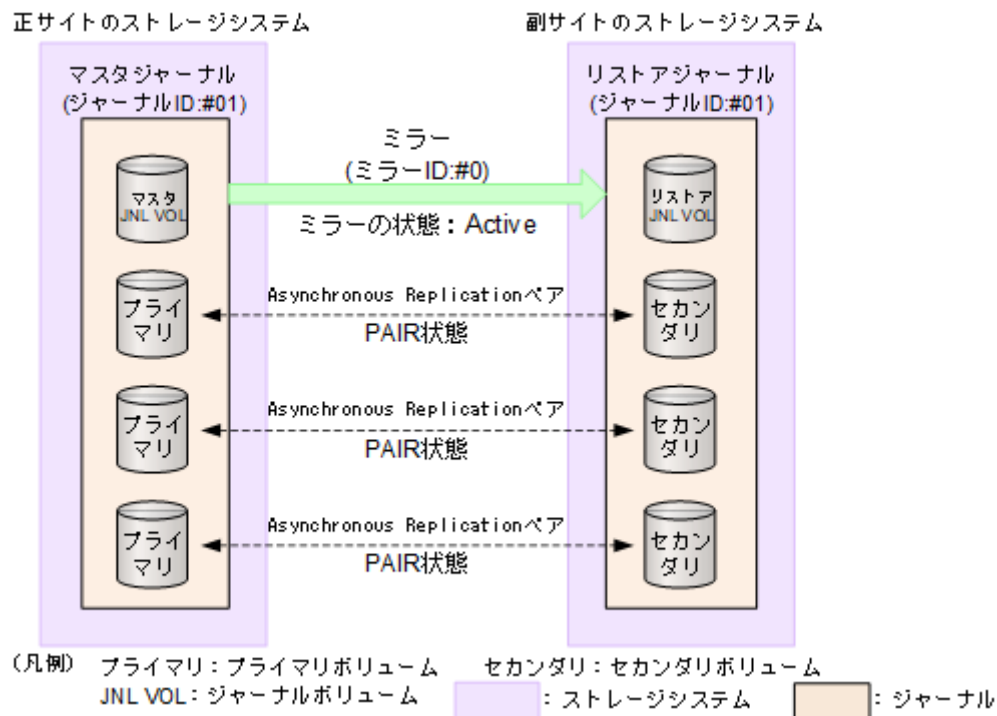 正サイトのストレージシステム
副サイトのストレージシステム
マスタジャーナル
(ジャーナルID:#01)
リストアジャーナル
(ジャーナルID:#01)
ミラー
(ミラーID:#0)
マスタ
JNL VOL
リストア
JNL VOL
ミラーの状態：Active
プライ
マリ
Asynchronous Replicationペア
PAIR状態
セカン
ダリ
プライ
マリ
Asynchronous Replicationペア
PAIR状態
セカン
ダリ
プライ
マリ
Asynchronous Replicationペア
PAIR状態
セカン
ダリ
(凡例) プライマリ：プライマリボリューム セカンダリ：セカンダリボリューム
JNL VOL：ジャーナルボリューム ：ストレージシステム ：ジャーナル